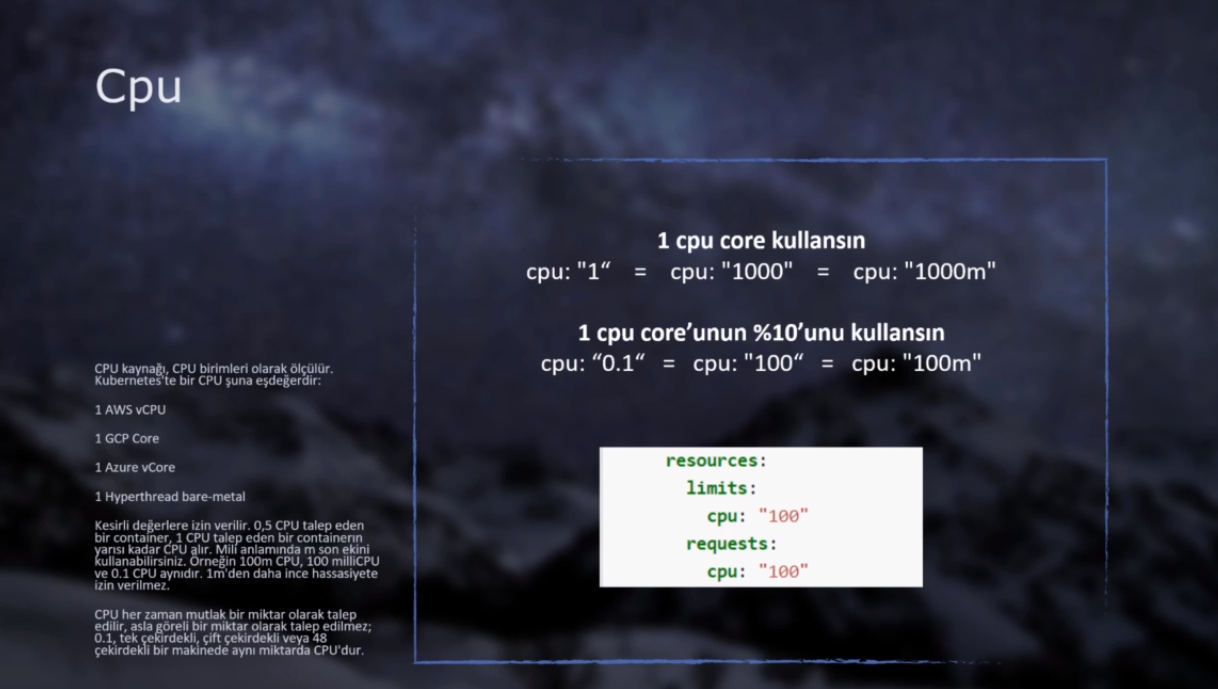 Cpu
CPU kaynağı, CPU birimleri olarak ölçülür.
Kubernetes'te bir CPU şuna eşdeğerdir:
1 AWS vCPU
1 GCP Core
1 Azure vCore
1 Hyperthread bare-metal
Kesirli değerlere izin verilir. 0,5 CPU talep eden
bir container, 1 CPU talep eden bir containerın
yarısı kadar CPU alır. Mili anlamında m son ekini
kullanabilirsiniz. Örneğin 100m CPU, 100 milliCPU
ve 0.1 CPU aynıdır. 1m'den daha ince hassasiyete
izin verilmez.
CPU her zaman mutlak bir miktar olarak talep
edilir, asla göreli bir miktar olarak talep edilmez;
0.1, tek çekirdekli, çift çekirdekli veya 48
çekirdekli bir makinede aynı miktarda CPU'dur.
1 cpu core kullansın
cpu: "1“ = cpu: "1000" = cpu: "1000m"
1 cpu core’unun %10’unu kullansın
cpu: “0.1“ = cpu: "100“ = cpu: "100m"
resources:
limits:
cpu: "100"
requests:
cpu: "100"